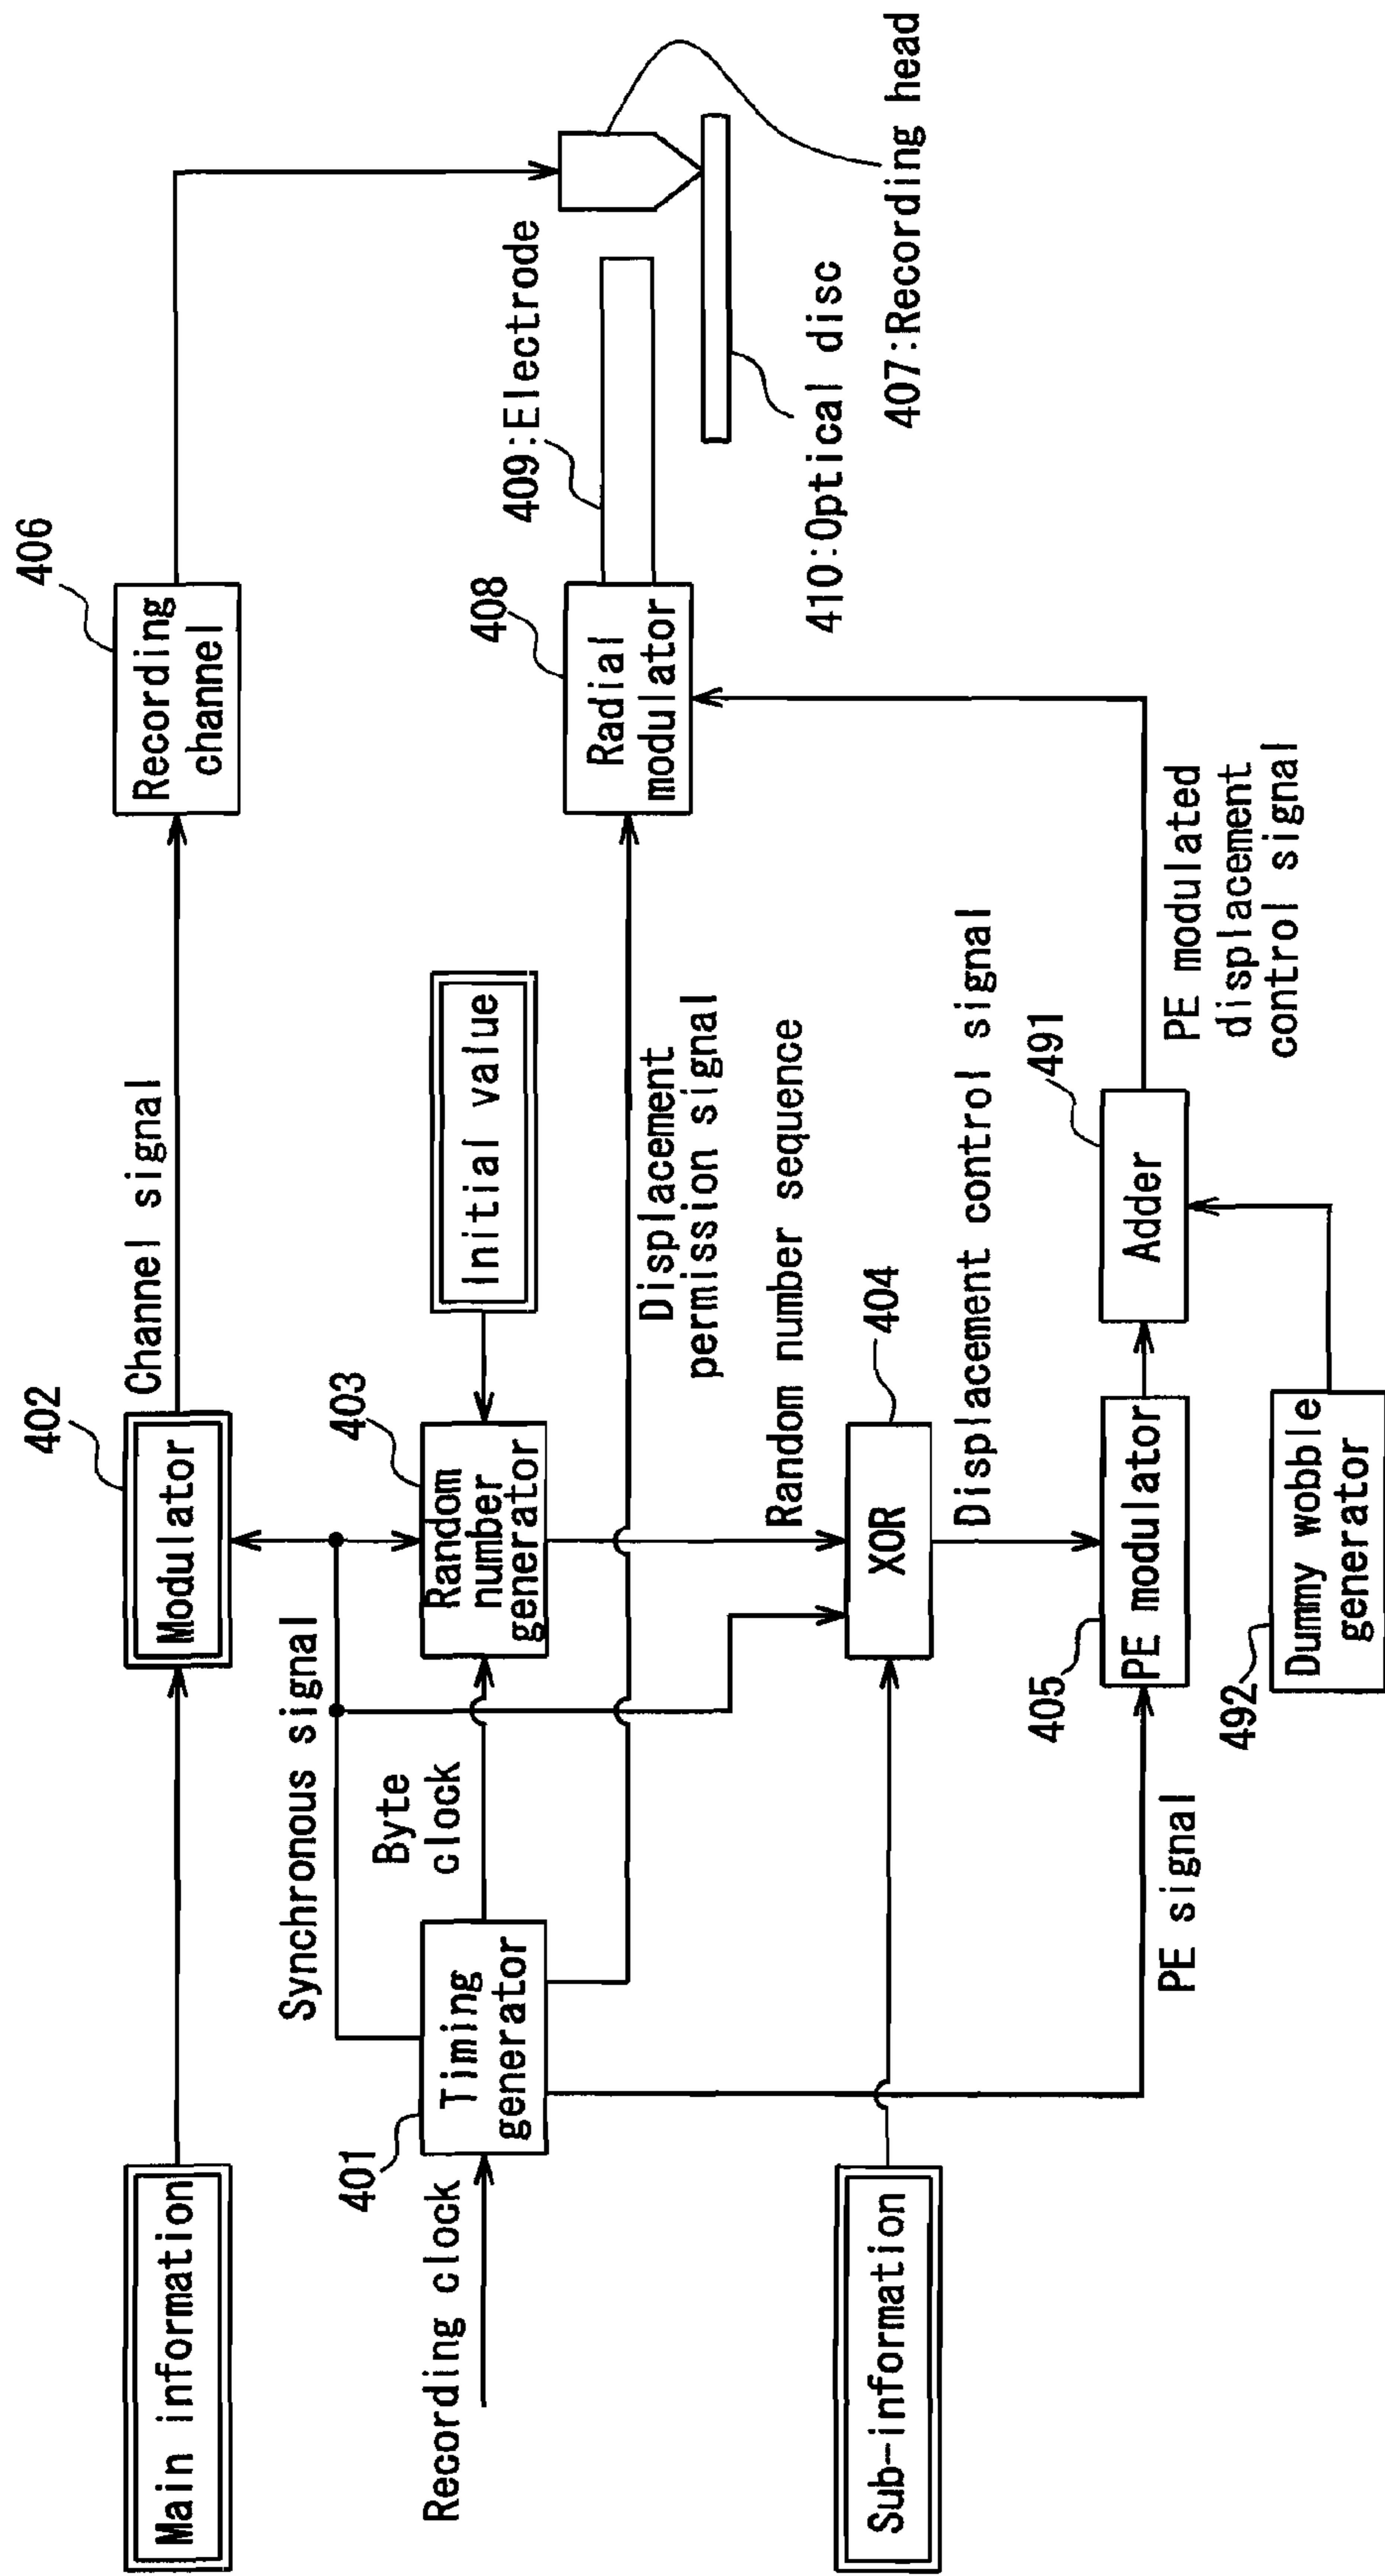 406
Recording
channel
402
Channel signal
Modulator
Main information
409:Electrode
408
Radial
modulator
410:Optical disc
407:Recording head
Initial value
403
Random
number
generator
Synchronous signal
Byte
clock
Displacement
permission signal
401
Timing
generator
Recording clock
Random number sequence
404
XOR
Displacement control signal
Sub-information
PE modulated
displacement
control signal
491
Adder
405
PE modulator
PE signal
492
Dummy wobble
generator